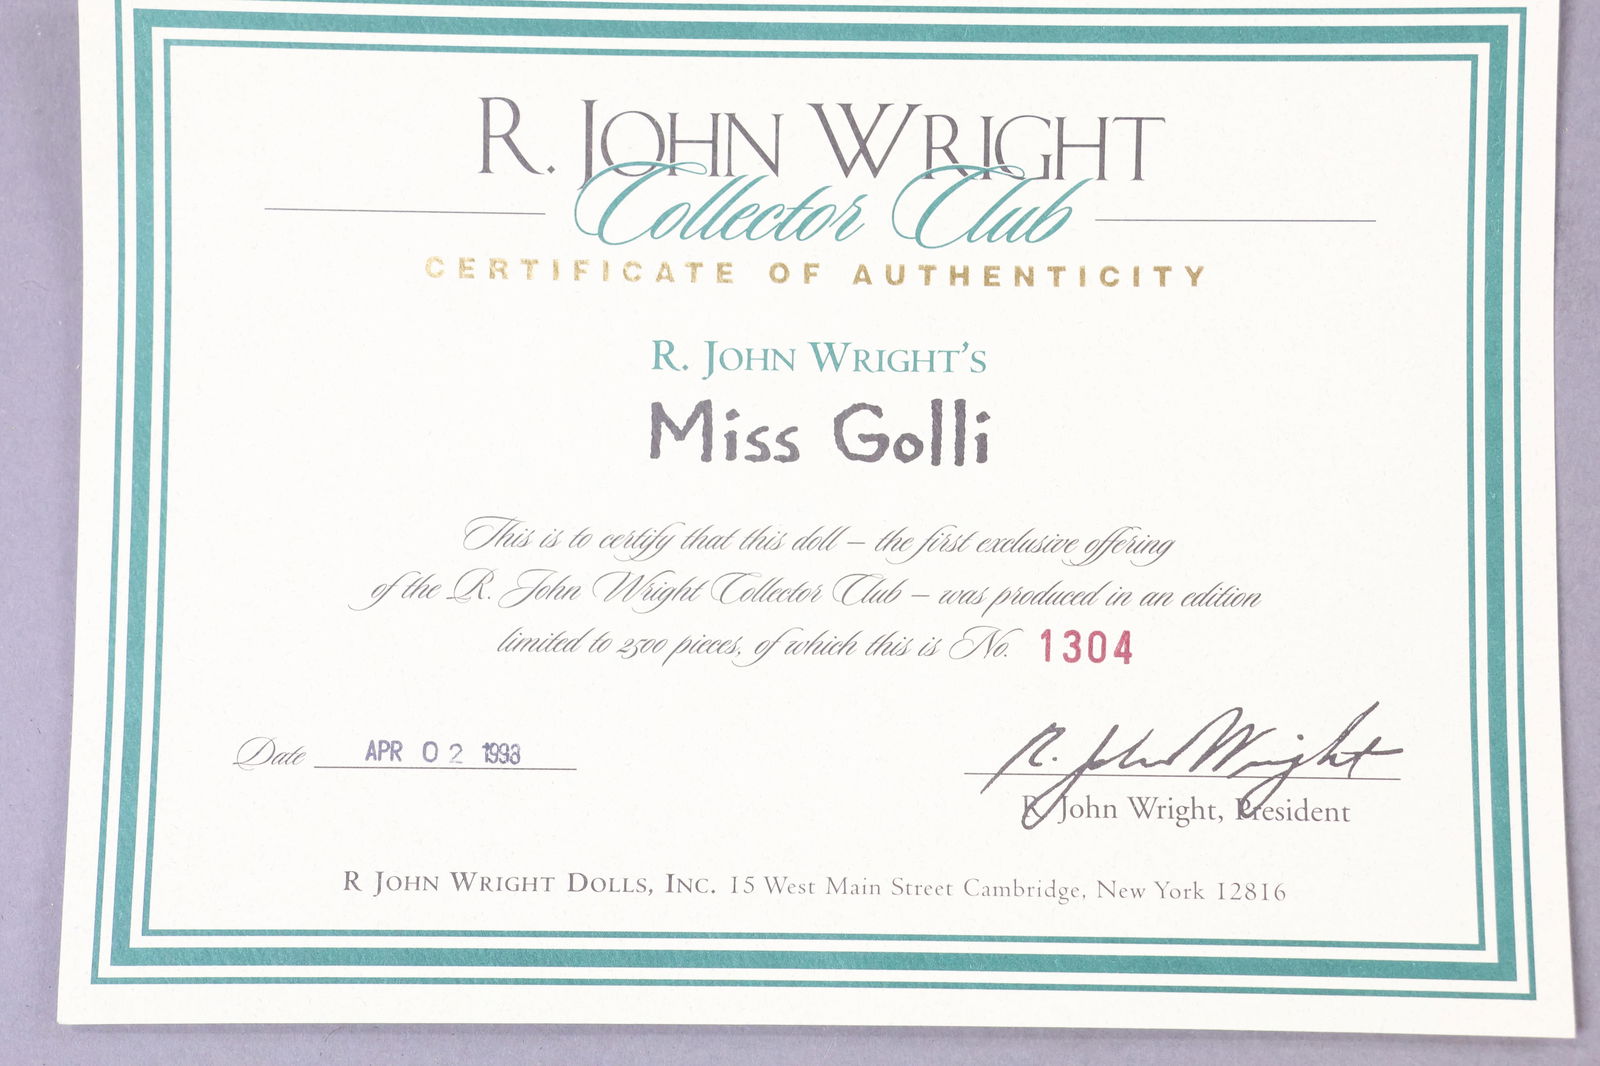 R. JOHN WRIGHT
Collector Club
CERTIFICATE OF AUTHENTICITY
R. JOHN WRIGHT'S
Miss Golli
This is to certify that this doll – the first exclusive offering
of the R. John Wright Collector Club – was produced in an edition
limited to 2500 pieces, of which this is No. 1304
Date APR 02 1998
R. John Wright
R. John Wright, President
R JOHN WRIGHT DOLLS, INC. 15 West Main Street Cambridge, New York 12816